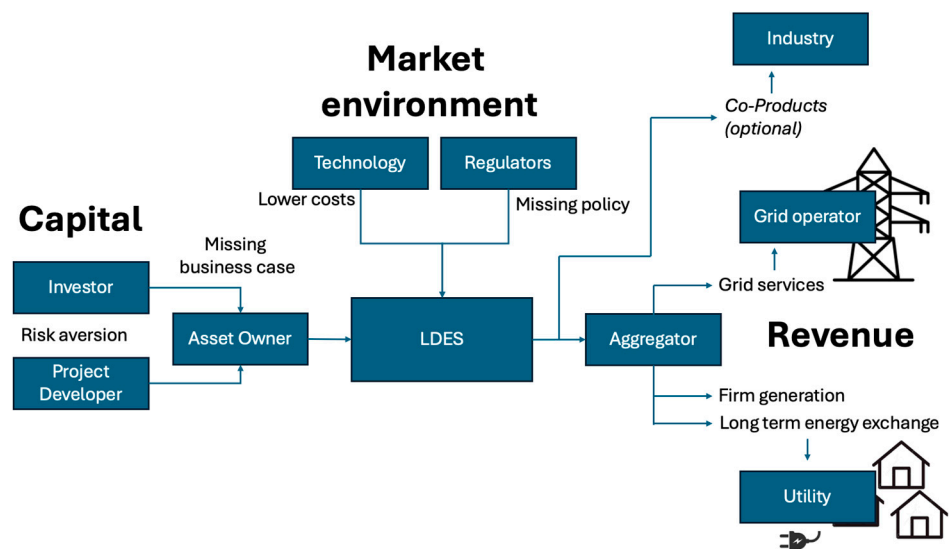 Industry
Market
environment
Co-Products
(optional)
Technology
Regulators
Lower costs
Missing policy
Capital
Missing
business case
Grid operator
Investor
Grid services
Risk aversion
Asset Owner
LDES
Aggregator
Revenue
Project
Developer
Firm generation
Long term energy exchange
Utility